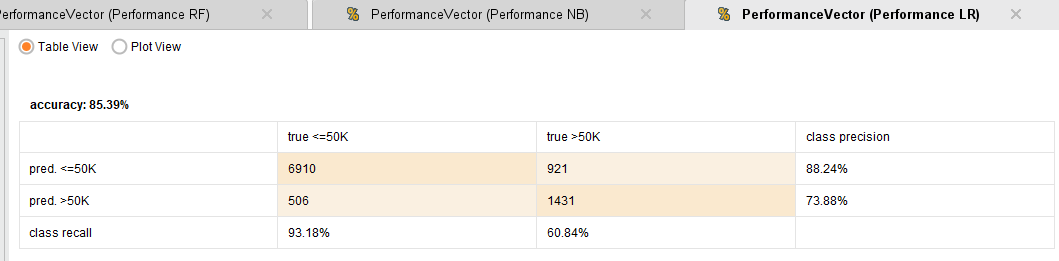 PerformanceVector (Performance RF) PerformanceVector (Performance NB) PerformanceVector (Performance LR)
Table View Plot View
accuracy: 85.39%
true <=50K true >50K class precision
pred. <=50K 6910 921 88.24%
pred. >50K 506 1431 73.88%
class recall 93.18% 60.84%